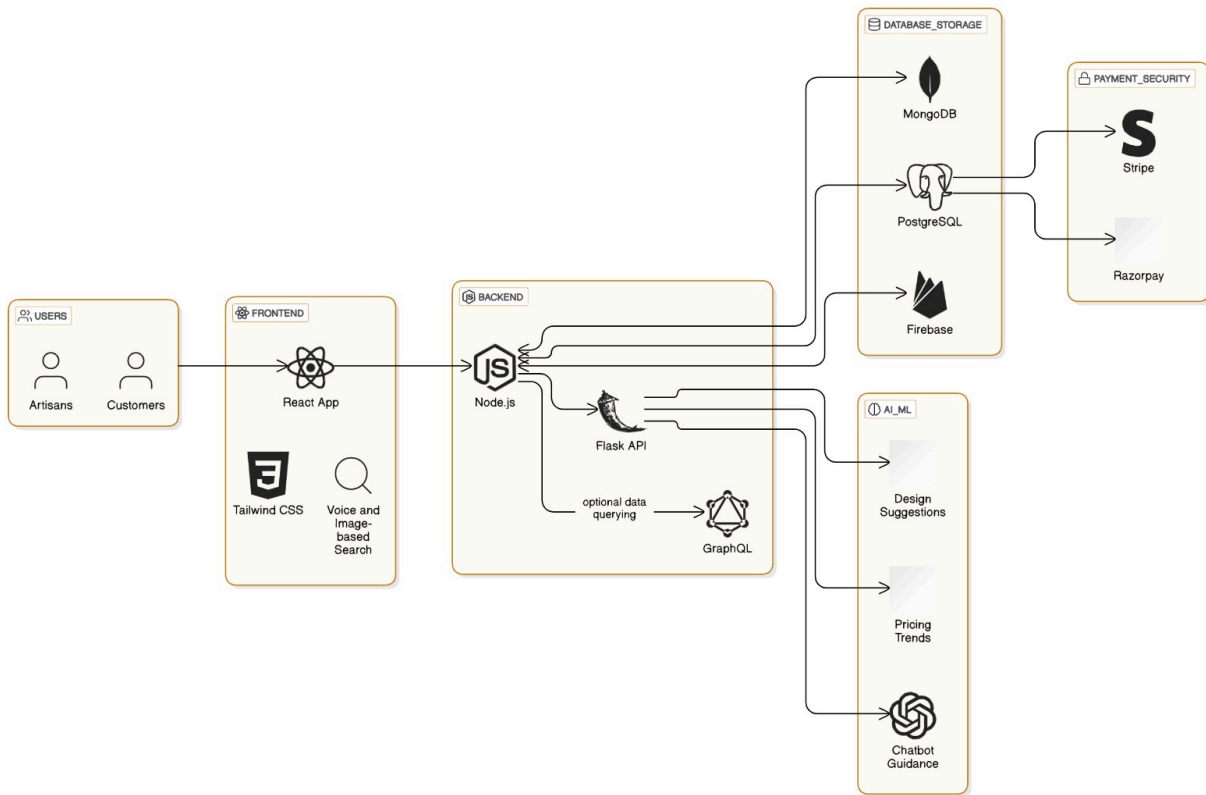 USERS
Artisans
Customers
FRONTEND
React App
Tailwind CSS
Voice and
Image-
based
Search
BACKEND
JS
Node.js
Flask API
optional data
querying
GraphQL
DATABASE_STORAGE
MongoDB
PostgreSQL
Firebase
PAYMENT_SECURITY
S
Stripe
Razorpay
AI_ML
Design
Suggestions
Pricing
Trends
Chatbot
Guidance